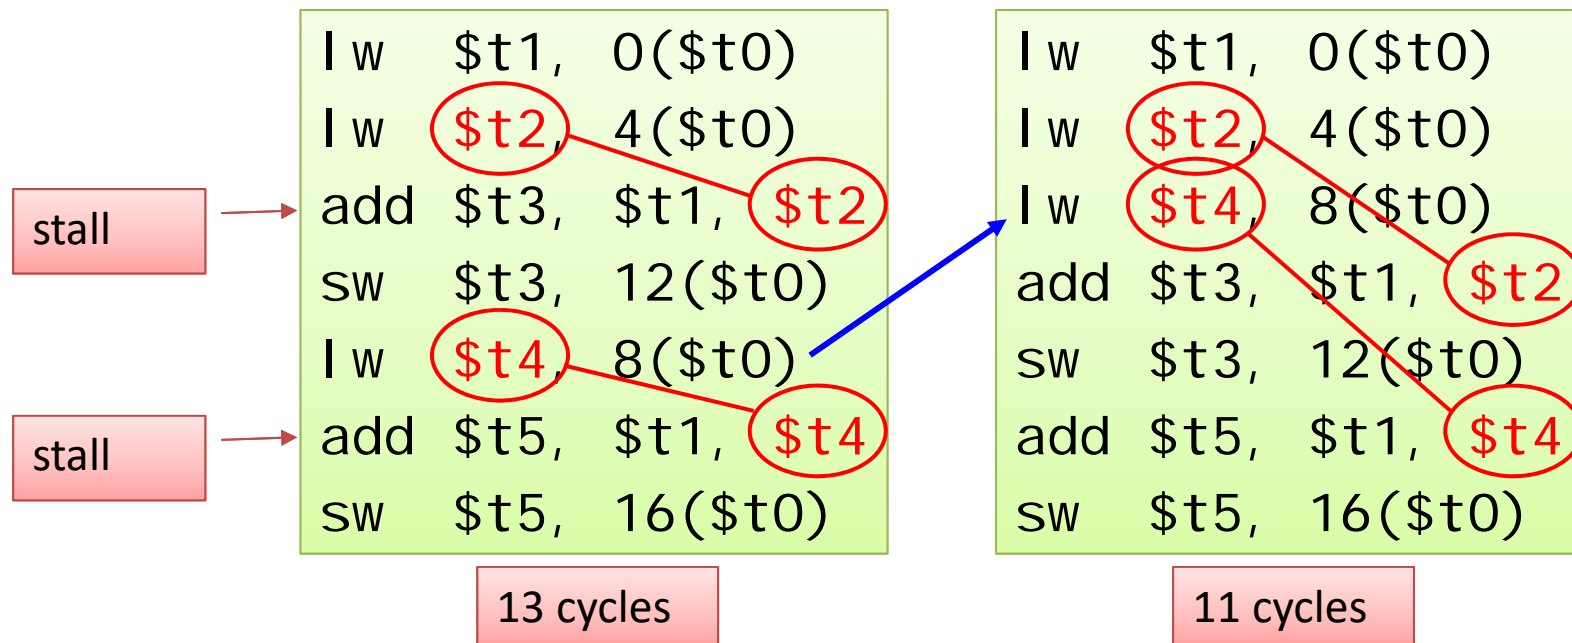 lw $t1, 0($t0)
lw $t2, 4($t0)
stall
add $t3, $t1, $t2
sw $t3, 12($t0)
lw $t4, 8($t0)
stall
add $t5, $t1, $t4
sw $t5, 16($t0)
13 cycles
lw $t1, 0($t0)
lw $t2, 4($t0)
lw $t4, 8($t0)
add $t3, $t1, $t2
sw $t3, 12($t0)
add $t5, $t1, $t4
sw $t5, 16($t0)
11 cycles